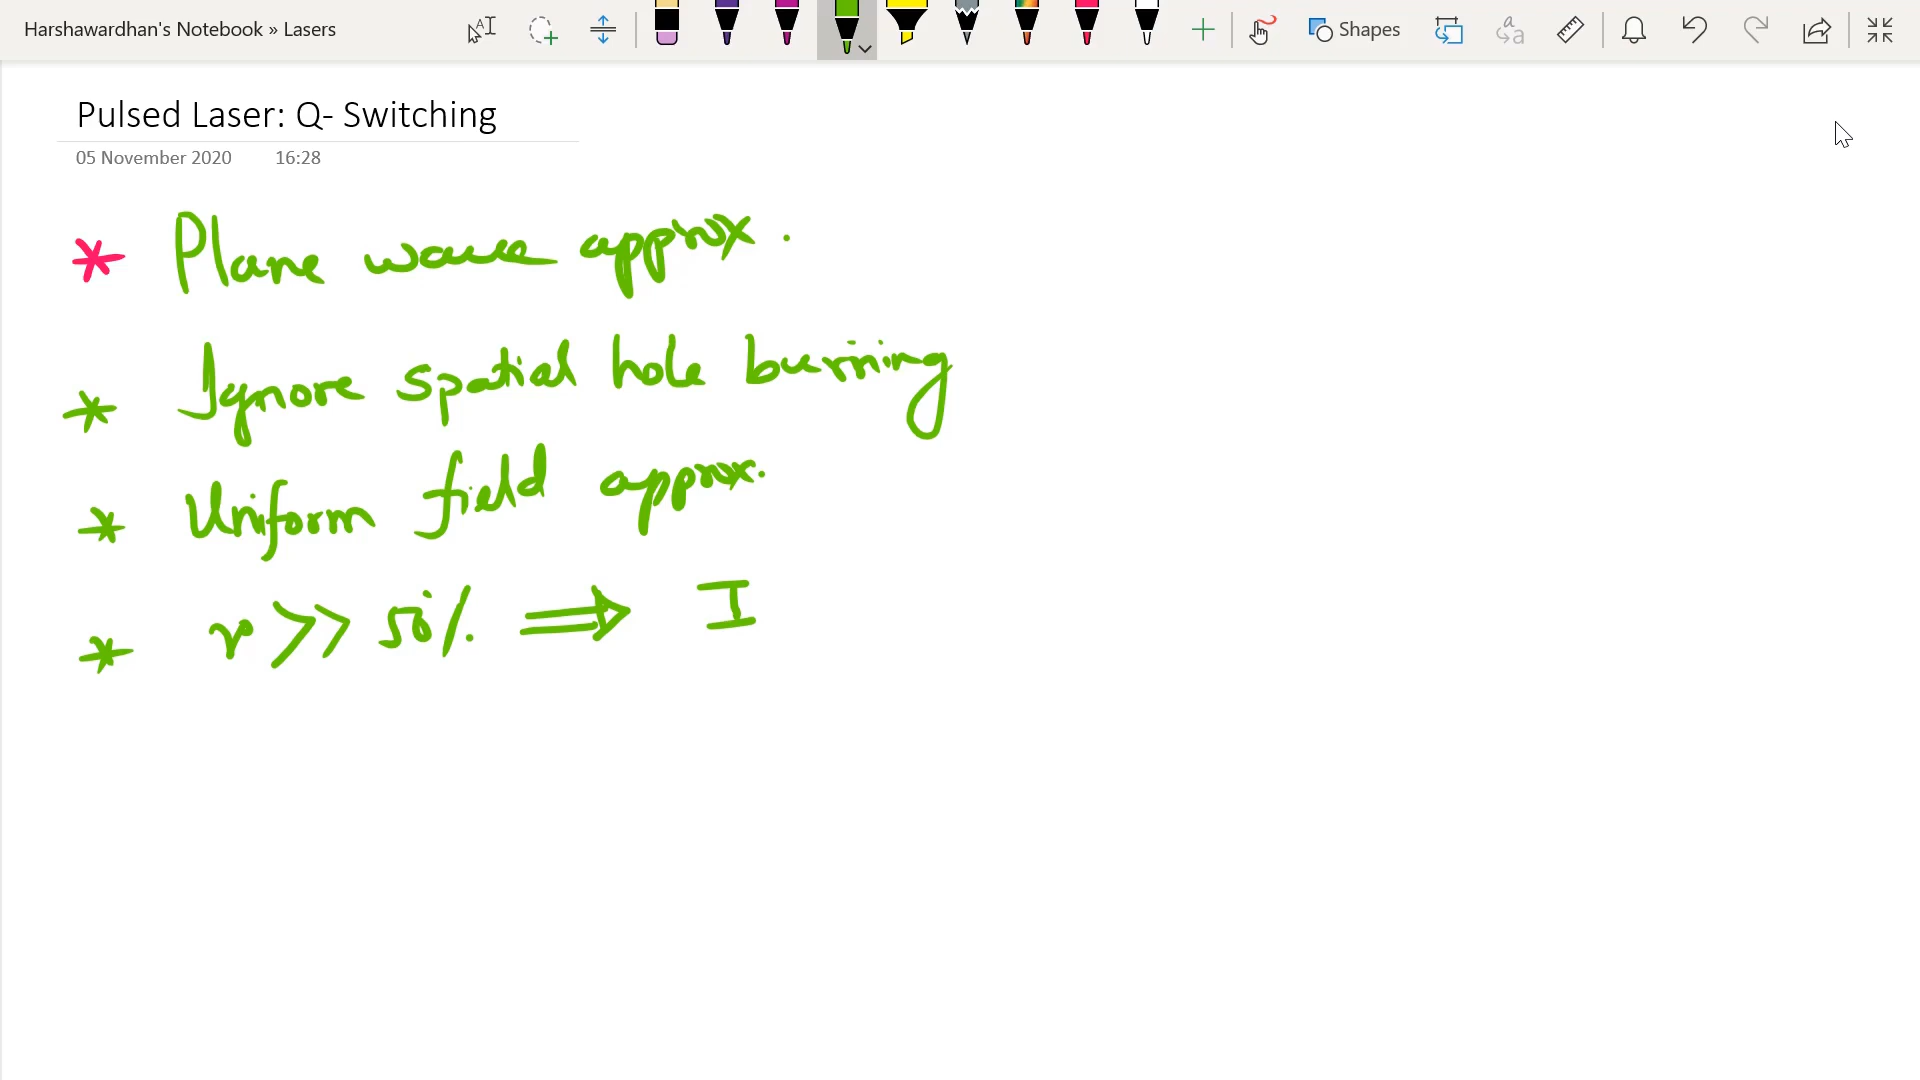 Harshawardhan's Notebook » Lasers
Shapes
Pulsed Laser: Q- Switching
05 November 2020 16:28
* Plane wave approx.
* Ignore spatial hole burning
* Uniform field approx.
* r >> 50% ⇒ I